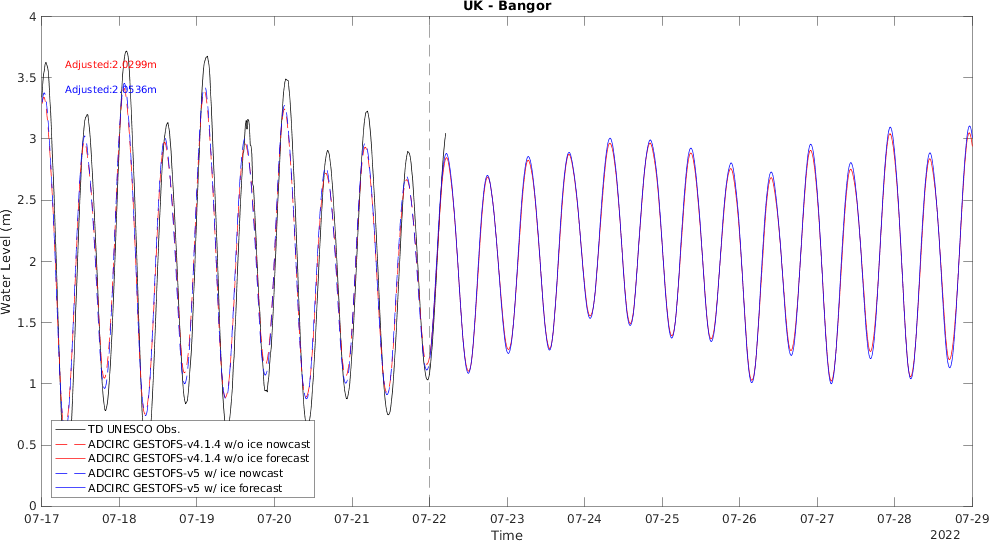 UK - Bangor
4
3.5
3
2.5
2
1.5
1
0.5
0
Water Level (m)
Adjusted:2.0299m
Adjusted:2.0536m
TD UNESCO Obs.
ADCIRC GESTOFS-v4.1.4 w/o ice nowcast
ADCIRC GESTOFS-v4.1.4 w/o ice forecast
ADCIRC GESTOFS-v5 w/ ice nowcast
ADCIRC GESTOFS-v5 w/ ice forecast
07-17 07-18 07-19 07-20 07-21 07-22 07-23 07-24 07-25 07-26 07-27 07-28 07-29
Time
2022